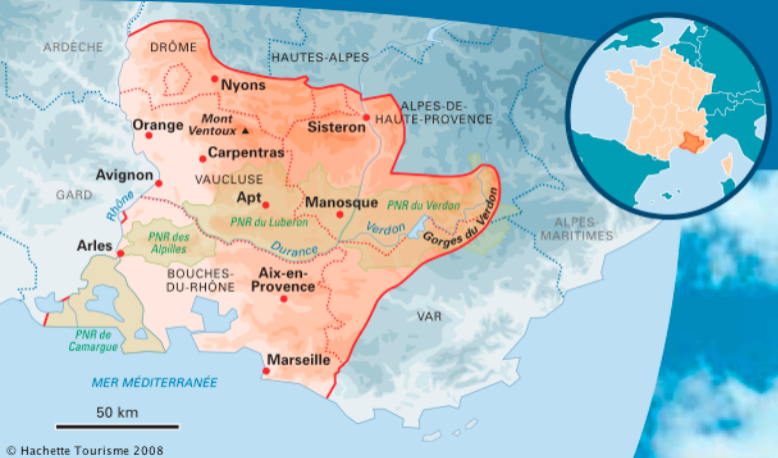 ARDÈCHE
DRÔME
HAUTES-ALPES
Nyons
ALPES-DE-
HAUTE-PROVENCE
Mont
Ventoux
Orange
Sisteron
Carpentras
Avignon
VAUCLUSE
GARD
Rhône
Apt
Manosque
PNR du Verdon
PNR du Luberon
Verdon
Gorges du Verdon
ALPES-
MARITIMES
Arles
PNR des
Alpilles
Durance
BOUCHES-
DU-RHÔNE
Aix-en-
Provence
VAR
PNR de
Camargue
Marseille
MER MÉDITERRANÉE
50 km
© Hachette Tourisme 2008